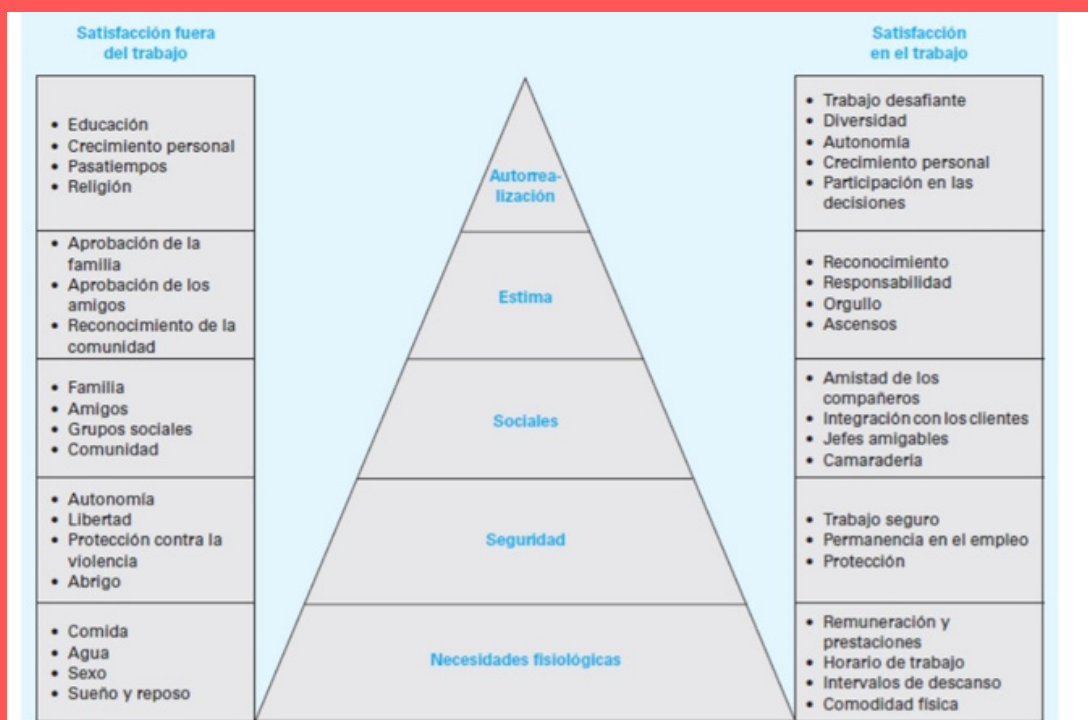 Satisfacción fuera
del trabajo
• Educación
• Crecimiento personal
• Pasatiempos
• Religión
• Aprobación de la
familia
• Aprobación de los
amigos
• Reconocimiento de la
comunidad
• Familia
• Amigos
• Grupos sociales
• Comunidad
• Autonomía
• Libertad
• Protección contra la
violencia
• Abrigo
• Comida
• Agua
• Sexo
• Sueño y reposo
Autorrea-
lización
Estima
Sociales
Seguridad
Necesidades fisiológicas
Satisfacción
en el trabajo
• Trabajo desafiante
• Diversidad
• Autonomía
• Crecimiento personal
• Participación en las
decisiones
• Reconocimiento
• Responsabilidad
• Orgullo
• Ascensos
• Amistad de los
compañeros
• Integración con los clientes
• Jefes amigables
• Camaradería
• Trabajo seguro
• Permanencia en el empleo
• Protección
• Remuneración y
prestaciones
• Horario de trabajo
• Intervalos de descanso
• Comodidad física